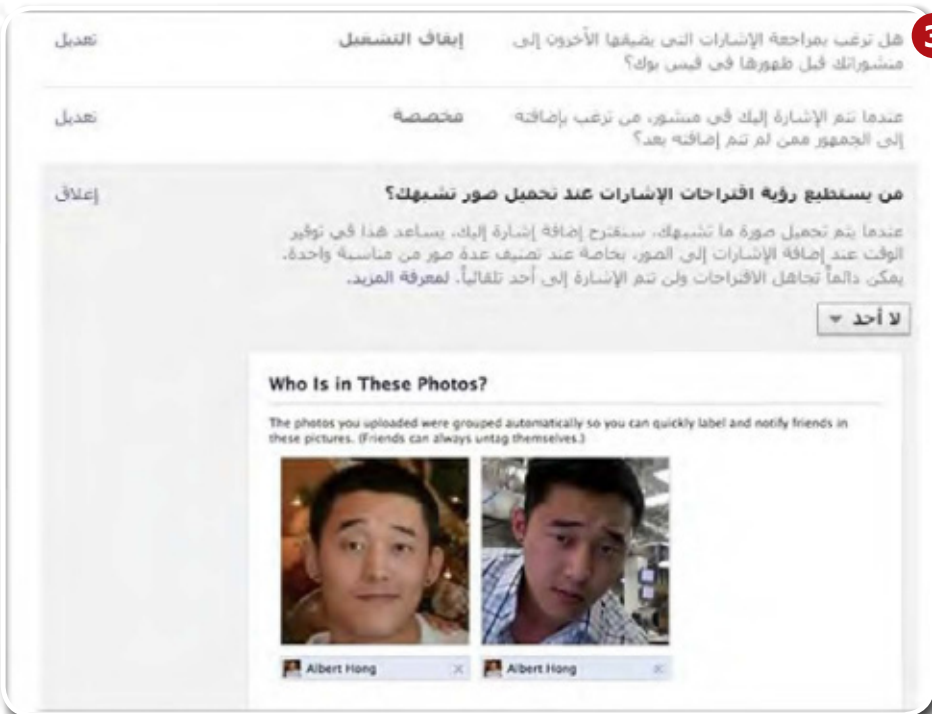 3
هل ترغب بمراجعة الإشارات التي يضيفها الآخرون إلى
منشوراتك قبل ظهورها في فيس بوك؟
إيقاف التشغيل
تعديل
عندما تتم الإشارة إليك في منشور، من ترغب بإضافته
إلى الجمهور ممن لم تتم إضافته بعد؟
مخصصة
تعديل
من يستطيع رؤية اقتراحات الإشارات عند تحميل صور تشبهك؟
إغلاق
عندما يتم تحميل صورة ما تشبهك، سنقترح إضافة إشارة إليك، يساعد هذا في توفير
الوقت عند إضافة الإشارات إلى الصور، بخاصة عند تصنيف عدة صور من مناسبة واحدة.
يمكن دائماً تجاهل الاقتراحات ولن تتم الإشارة إلى أحد تلقائياً. لمعرفة المزيد.
لا أحد
Who Is in These Photos?
The photos you uploaded were grouped automatically so you can quickly label and notify friends in
these pictures. (Friends can always untag themselves.)
Albert Hong
Albert Hong